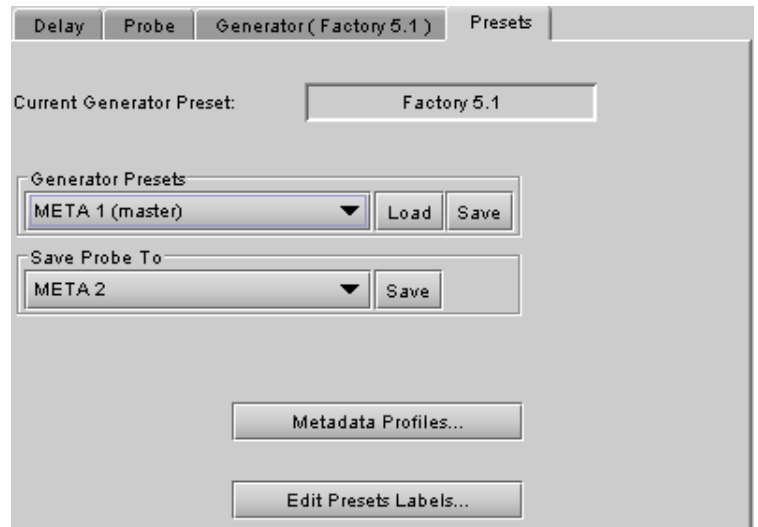 Delay Probe Generator ( Factory 5.1 ) Presets
Current Generator Preset: Factory 5.1
Generator Presets
META 1 (master) Load Save
Save Probe To
META 2 Save
Metadata Profiles...
Edit Presets Labels...